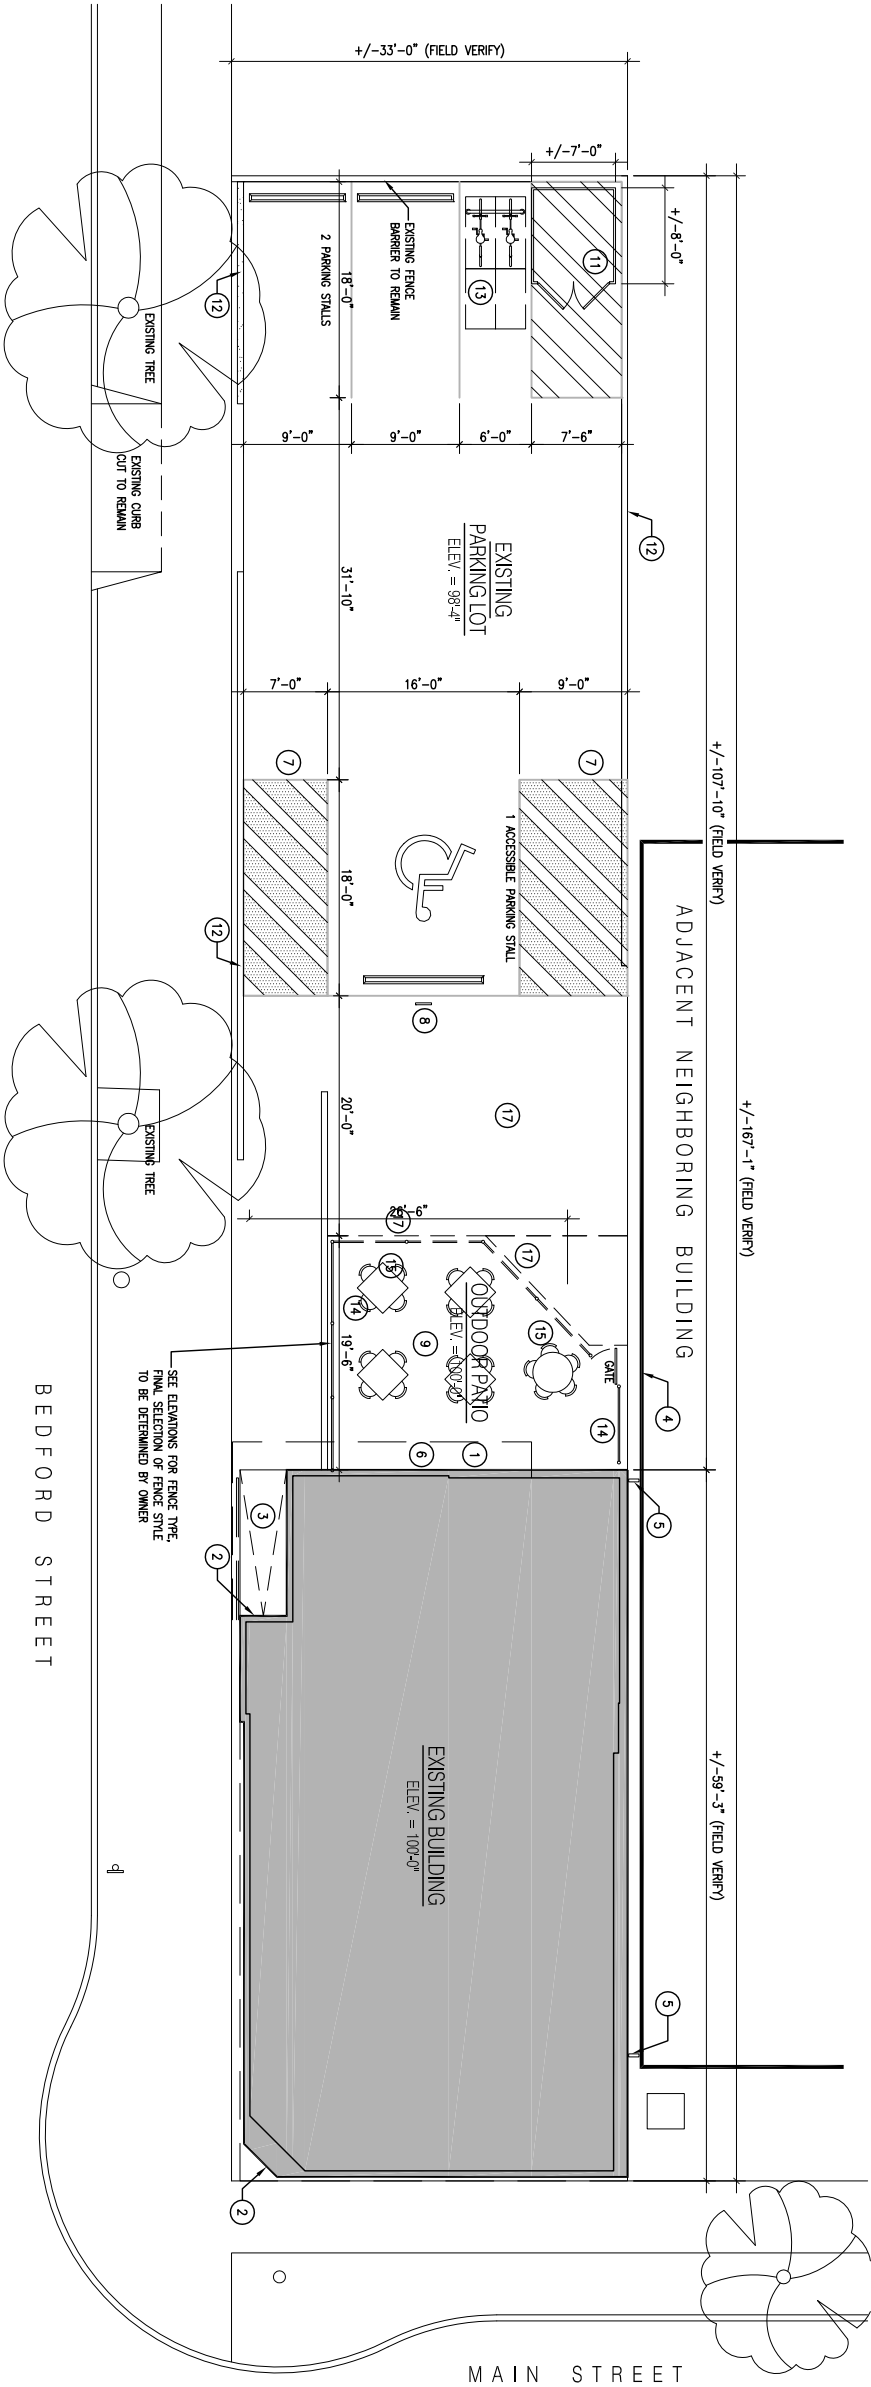 +/-33'-0" (FIELD VERIFY)
+/-7'-0"
+/-8'-0"
11
EXISTING FENCE
BARRIER TO REMAIN
13
2 PARKING STALLS
18'-0"
12
EXISTING TREE
9'-0"
9'-0"
6'-0"
7'-6"
EXISTING CURB
CUT TO REMAIN
12
EXISTING
PARKING LOT
ELEV. = 98'-4"
31'-10"
7'-0"
16'-0"
9'-0"
7
7
+/-107'-10" (FIELD VERIFY)
1 ACCESSIBLE PARKING STALL
18'-0"
12
ADJACENT NEIGHBORING BUILDING
8
17
20'-0"
EXISTING TREE
+/-167'-1" (FIELD VERIFY)
26'-6"
17
17
15
14
9
15
OUTDOOR PATIO
ELEV. = 100'-0"
19'-6"
GATE
14
4
SEE ELEVATIONS FOR FENCE TYPE,
FINAL SELECTION OF FENCE STYLE
TO BE DETERMINED BY OWNER
6
1
5
3
2
BEDFORD STREET
EXISTING BUILDING
ELEV. = 100'-0"
+/-59'-3" (FIELD VERIFY)
5
2
MAIN STREET